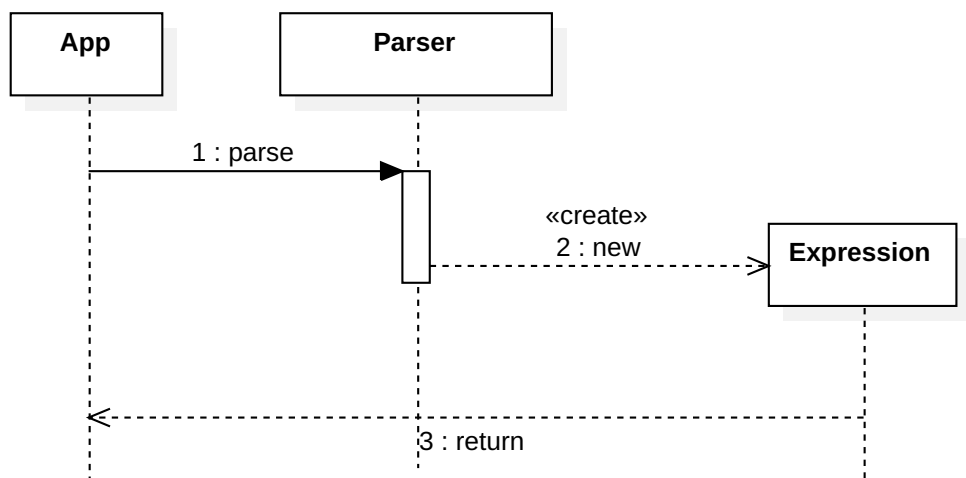 App
Parser
1 : parse
«create»
2 : new
Expression
3 : return